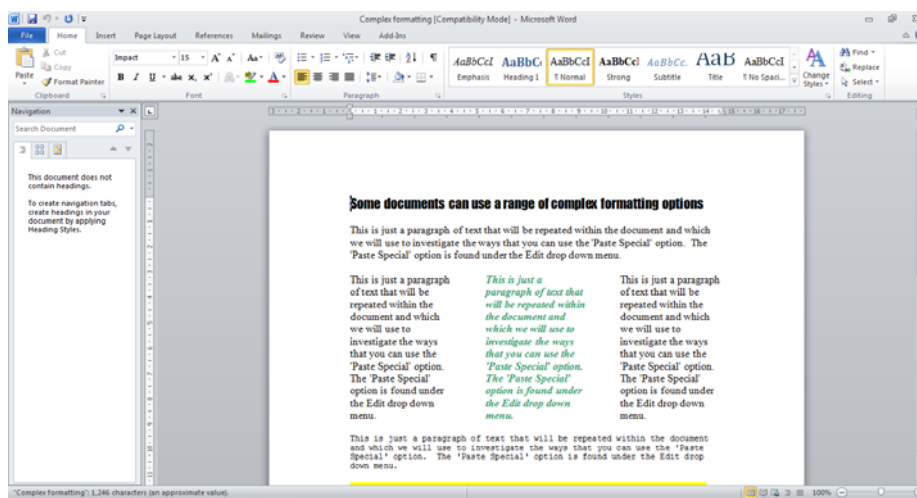 Complex formatting [Compatibility Mode] - Microsoft Word
File Home Insert Page Layout References Mailings Review View Add-Ins
Cut
Copy
Format Painter
Paste
Impact 15
AaBbCcI AaBbC AaBbCcI AaBbCcI AaBbCc. AaB AaBbCcI
Emphasis Heading 1 ¶ Normal Strong Subtitle Title ¶ No Spaci...
Change Styles
Find
Replace
Select
Clipboard Font Paragraph Styles Editing
Navigation
Search Document
This document does not
contain headings.
To create navigation tabs,
create headings in your
document by applying
Heading Styles.
Some documents can use a range of complex formatting options
This is just a paragraph of text that will be repeated within the document and which
we will use to investigate the ways that you can use the 'Paste Special' option. The
'Paste Special' option is found under the Edit drop down menu.
This is just a paragraph
of text that will be
repeated within the
document and which
we will use to
investigate the ways
that you can use the
'Paste Special' option.
The 'Paste Special'
option is found under
the Edit drop down
menu.
This is just a
paragraph of text that
will be repeated within
the document and
which we will use to
investigate the ways
that you can use the
'Paste Special' option.
The 'Paste Special'
option is found under
the Edit drop down
menu.
This is just a paragraph
of text that will be
repeated within the
document and which
we will use to
investigate the ways
that you can use the
'Paste Special' option.
The 'Paste Special'
option is found under
the Edit drop down
menu.
This is just a paragraph of text that will be repeated within the document
and which we will use to investigate the ways that you can use the 'Paste
Special' option. The 'Paste Special' option is found under the Edit drop
down menu.
"Complex formatting": 1,246 characters (an approximate value).
100%